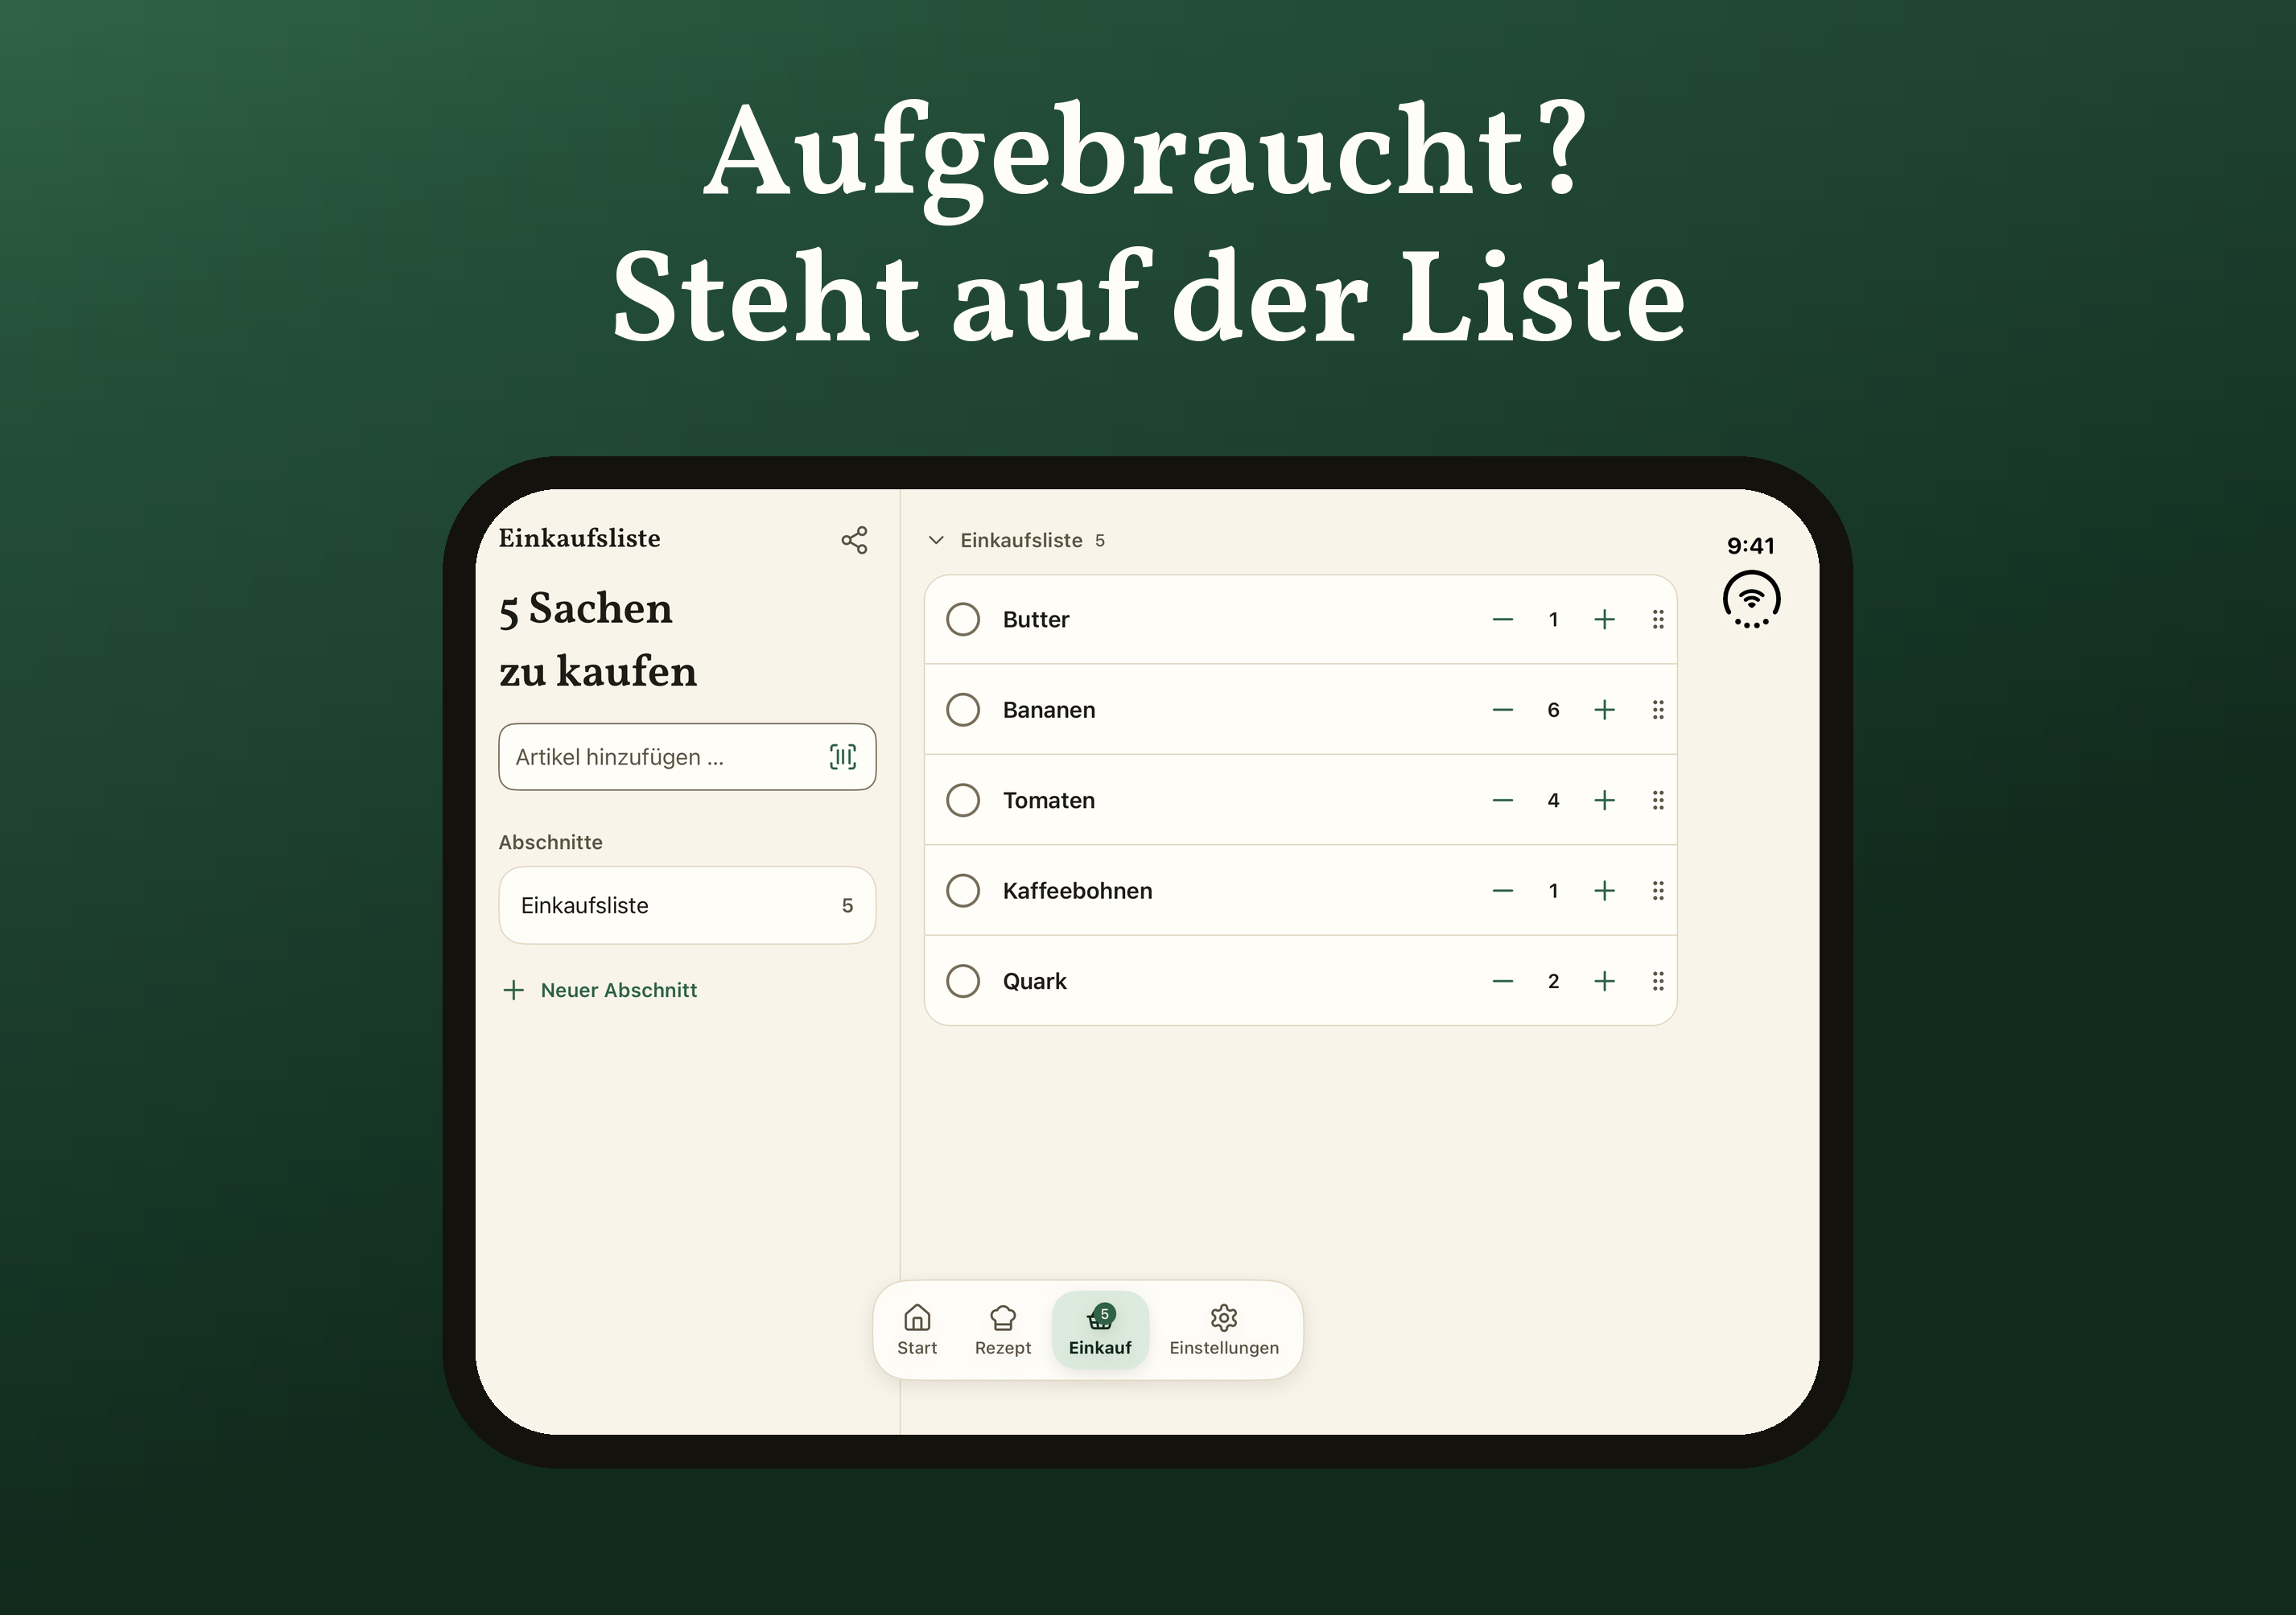 Aufgebraucht?
Steht auf der Liste
Einkaufsliste
5 Sachen
zu kaufen
Artikel hinzufügen ...
Abschnitte
Einkaufsliste 5
Neuer Abschnitt
Einkaufsliste 5
Butter 1
Bananen 6
Tomaten 4
Kaffeebohnen 1
Quark 2
9:41
5
Start Rezept Einkauf Einstellungen